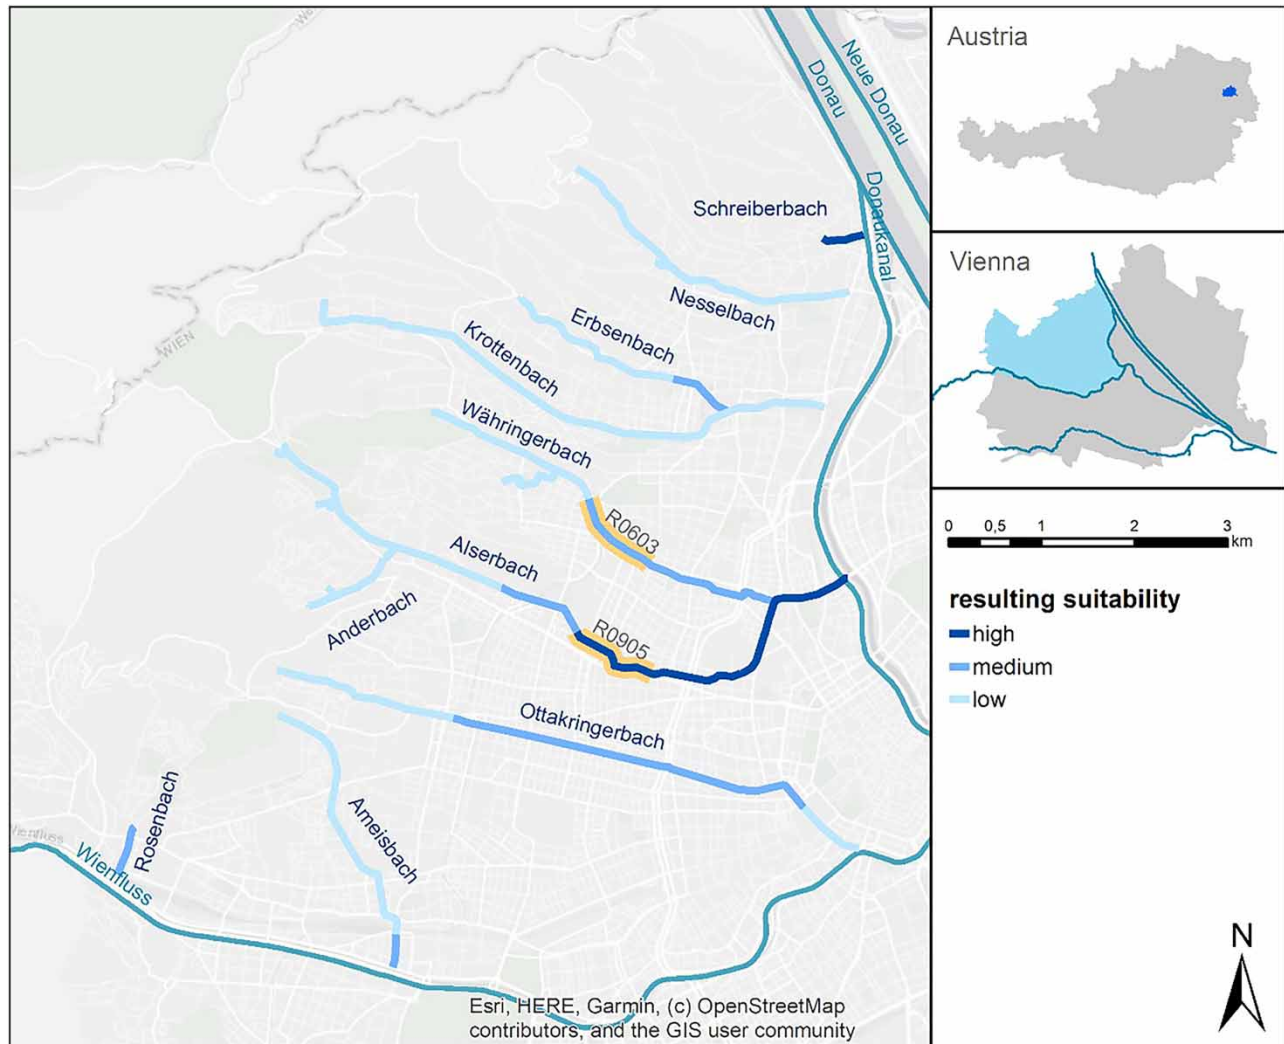 Neue Donau
Donau
Donaukanal
Schreiberbach
Nesselbach
Erbsenbach
Krottenbach
WIEN
Währingerbach
R0603
Alserbach
R0905
Anderbach
Ottakringerbach
Ameisbach
Rosenbach
Wienfluss
Esri, HERE, Garmin, (c) OpenStreetMap
contributors, and the GIS user community
Austria
Vienna
0 0,5 1 2 3
km
resulting suitability
high
medium
low
N